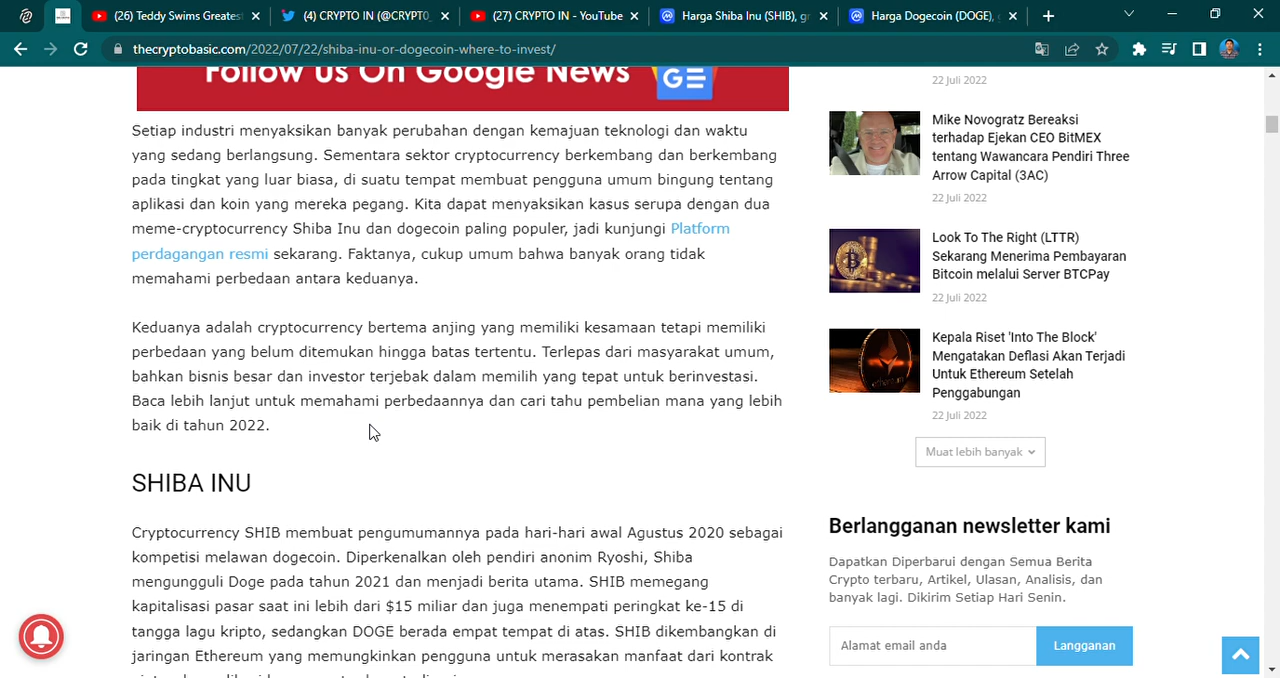 (26) Teddy Swims Greatest
(4) CRYPTO IN (@CRYPTO_
(27) CRYPTO IN - YouTube
Harga Shiba Inu (SHIB), gr
Harga Dogecoin (DOGE), g
thecryptobasic.com/2022/07/22/shiba-inu-or-dogecoin-where-to-invest/
Follow Us On Google News
GE
Setiap industri menyaksikan banyak perubahan dengan kemajuan teknologi dan waktu
yang sedang berlangsung. Sementara sektor cryptocurrency berkembang dan berkembang
pada tingkat yang luar biasa, di suatu tempat membuat pengguna umum bingung tentang
aplikasi dan koin yang mereka pegang. Kita dapat menyaksikan kasus serupa dengan dua
meme-cryptocurrency Shiba Inu dan dogecoin paling populer, jadi kunjungi Platform
perdagangan resmi sekarang. Faktanya, cukup umum bahwa banyak orang tidak
memahami perbedaan antara keduanya.
Keduanya adalah cryptocurrency bertema anjing yang memiliki kesamaan tetapi memiliki
perbedaan yang belum ditemukan hingga batas tertentu. Terlepas dari masyarakat umum,
bahkan bisnis besar dan investor terjebak dalam memilih yang tepat untuk berinvestasi.
Baca lebih lanjut untuk memahami perbedaannya dan cari tahu pembelian mana yang lebih
baik di tahun 2022.
SHIBA INU
Cryptocurrency SHIB membuat pengumumannya pada hari-hari awal Agustus 2020 sebagai
kompetisi melawan dogecoin. Diperkenalkan oleh pendiri anonim Ryoshi, Shiba
mengungguli Doge pada tahun 2021 dan menjadi berita utama. SHIB memegang
kapitalisasi pasar saat ini lebih dari $15 miliar dan juga menempati peringkat ke-15 di
tangga lagu kripto, sedangkan DOGE berada empat tempat di atas. SHIB dikembangkan di
jaringan Ethereum yang memungkinkan pengguna untuk merasakan manfaat dari kontrak
22 Juli 2022
Mike Novogratz Bereaksi
terhadap Ejekan CEO BitMEX
tentang Wawancara Pendiri Three
Arrow Capital (3AC)
22 Juli 2022
Look To The Right (LTTR)
Sekarang Menerima Pembayaran
Bitcoin melalui Server BTCPay
22 Juli 2022
Kepala Riset 'Into The Block'
Mengatakan Deflasi Akan Terjadi
Untuk Ethereum Setelah
Penggabungan
22 Juli 2022
Muat lebih banyak
Berlangganan newsletter kami
Dapatkan Diperbarui dengan Semua Berita
Crypto terbaru, Artikel, Ulasan, Analisis, dan
banyak lagi. Dikirim Setiap Hari Senin.
Alamat email anda
Langganan